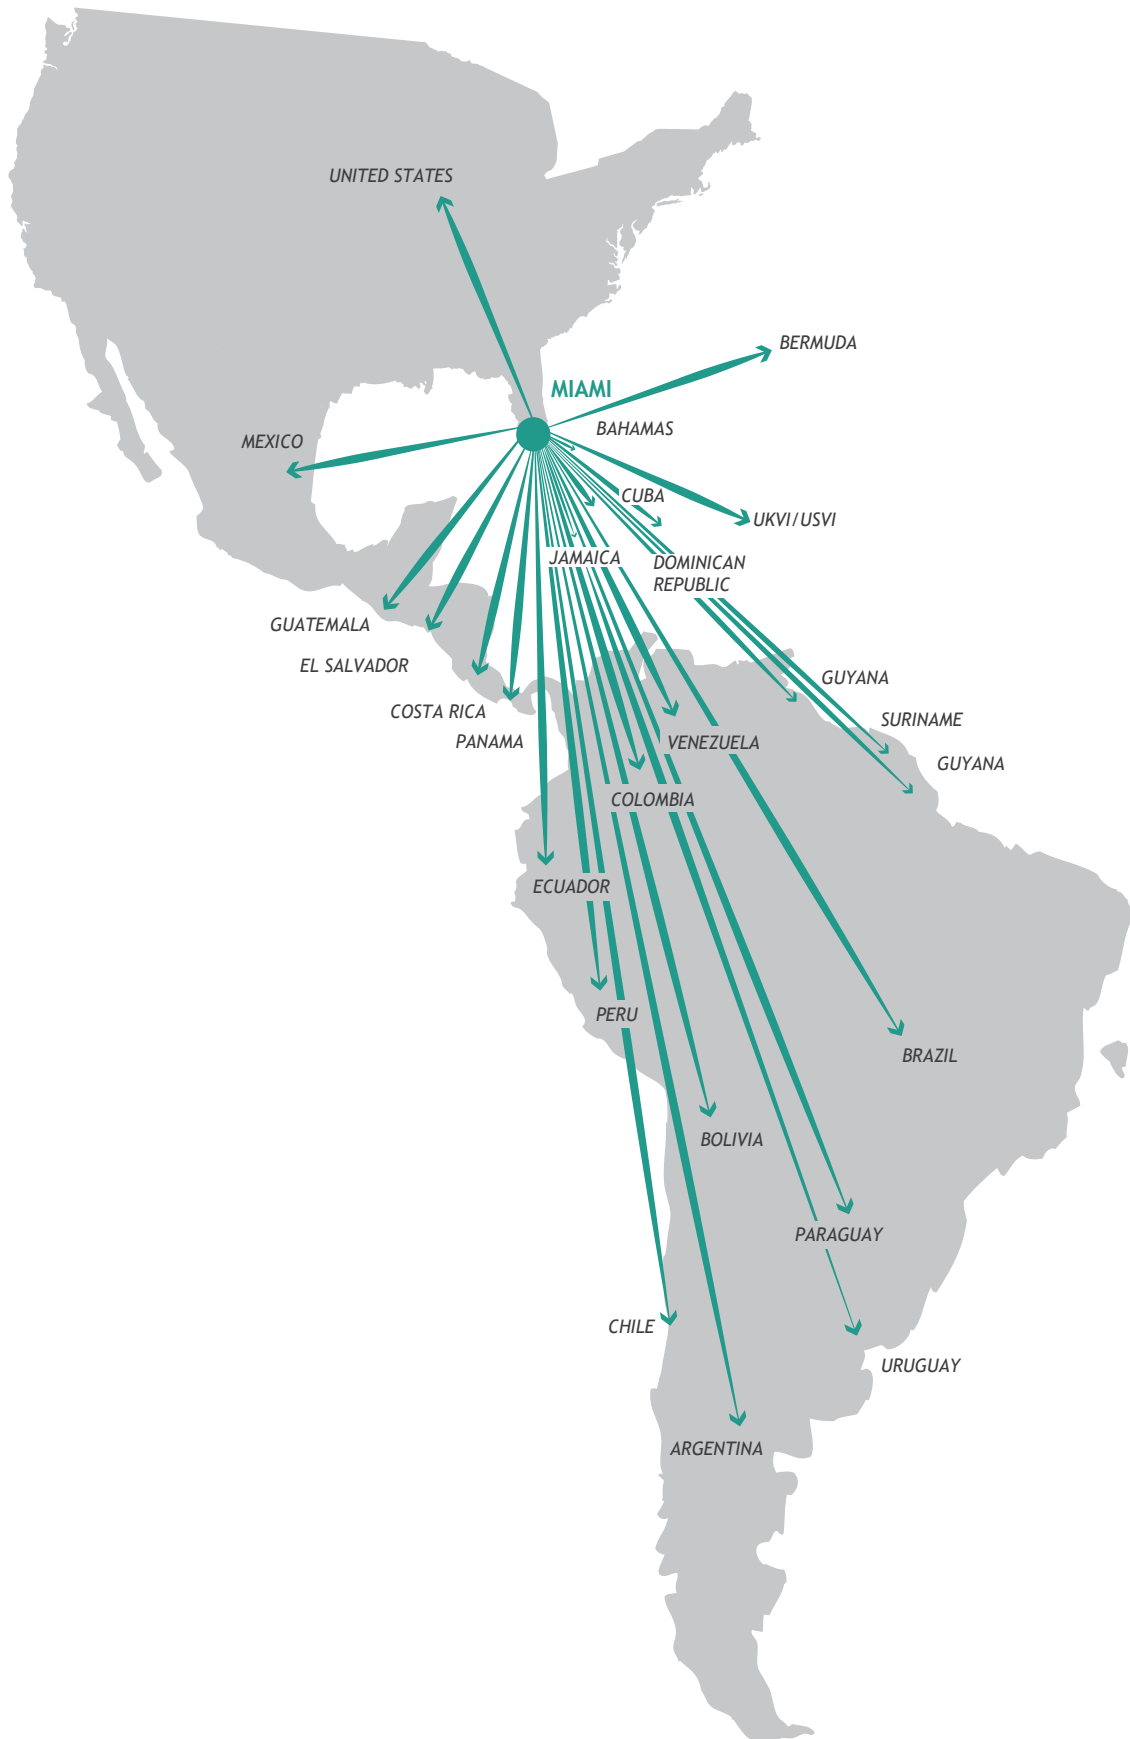 UNITED STATES
BERMUDA
MIAMI
BAHAMAS
MEXICO
CUBA
UKVI/USVI
JAMAICA
DOMINICAN
REPUBLIC
GUATEMALA
EL SALVADOR
GUYANA
COSTA RICA
SURINAME
PANAMA
VENEZUELA
GUYANA
COLOMBIA
ECUADOR
PERU
BRAZIL
BOLIVIA
PARAGUAY
CHILE
URUGUAY
ARGENTINA